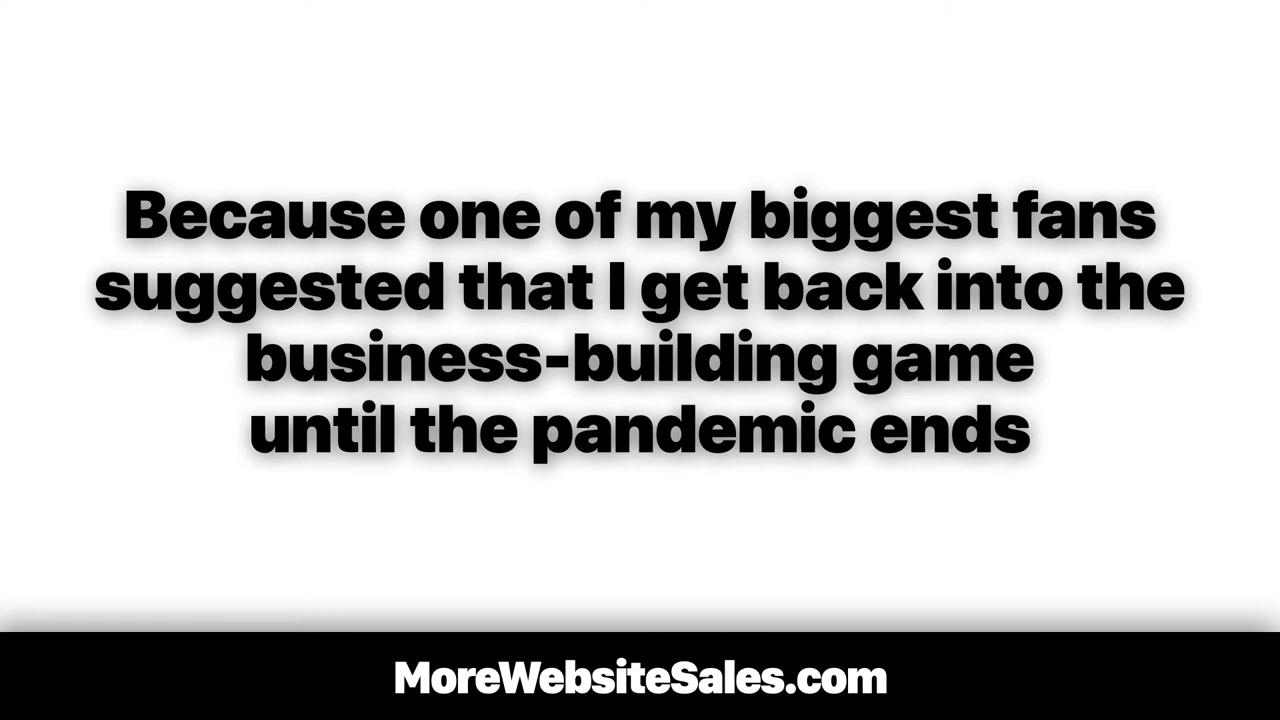 Because one of my biggest fans
suggested that I get back into the
business-building game
until the pandemic ends
MoreWebsiteSales.com